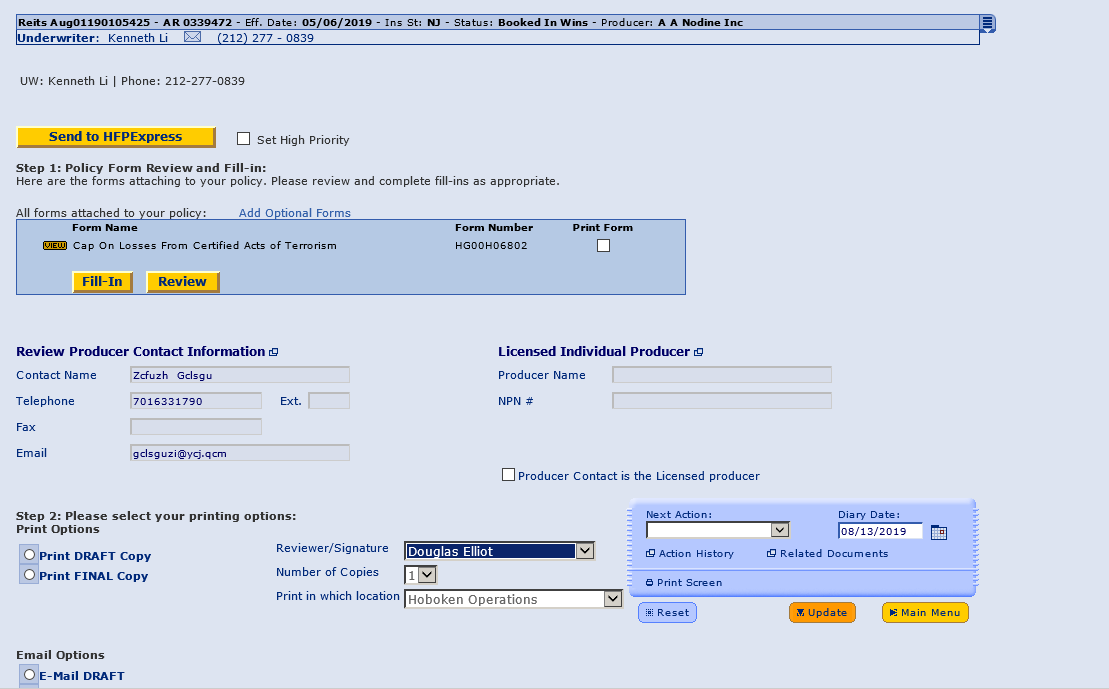 Reits Aug01190105425 - AR 0339472 - Eff. Date: 05/06/2019 - Ins St: NJ - Status: Booked In Wins - Producer: A A Nodine Inc
Underwriter: Kenneth Li (212) 277 - 0839
UW: Kenneth Li | Phone: 212-277-0839
Send to HFPExpress Set High Priority
Step 1: Policy Form Review and Fill-in:
Here are the forms attaching to your policy. Please review and complete fill-ins as appropriate.
All forms attached to your policy: Add Optional Forms
Form Name Form Number Print Form
VIEW Cap On Losses From Certified Acts of Terrorism HG00H06802
Fill-In Review
Review Producer Contact Information Licensed Individual Producer
Contact Name Zcfuzh Gclsgu Producer Name
Telephone 7016331790 Ext. NPN #
Fax
Email gclsguzi@ycj.qcm
Producer Contact is the Licensed producer
Step 2: Please select your printing options:
Print Options
Next Action: Diary Date:
08/13/2019
Print DRAFT Copy Reviewer/Signature Douglas Elliot Action History Related Documents
Print FINAL Copy Number of Copies 1 Print Screen
Print in which location Hoboken Operations
Reset Update Main Menu
Email Options
E-Mail DRAFT